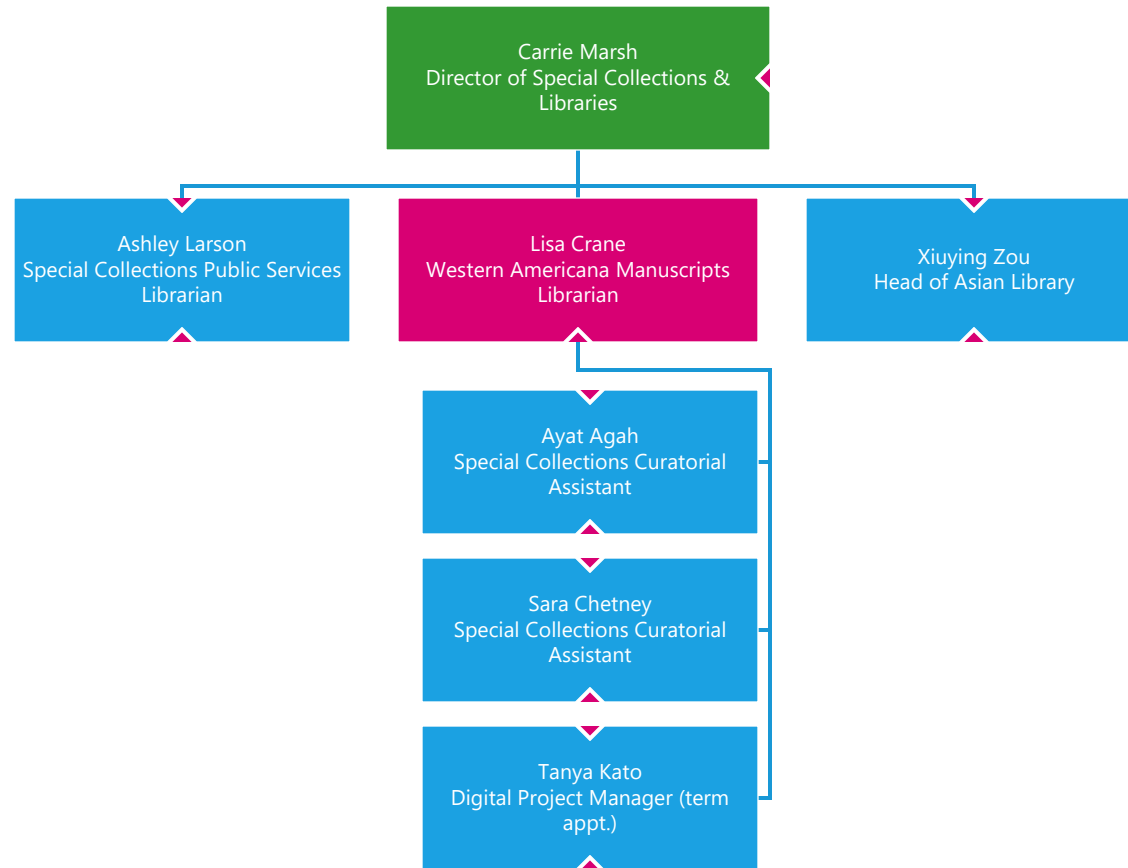 Carrie Marsh
Director of Special Collections &
Libraries
Ashley Larson
Special Collections Public Services
Librarian
Lisa Crane
Western Americana Manuscripts
Librarian
Xiuying Zou
Head of Asian Library
Ayat Agah
Special Collections Curatorial
Assistant
Sara Chetney
Special Collections Curatorial
Assistant
Tanya Kato
Digital Project Manager (term
appt.)